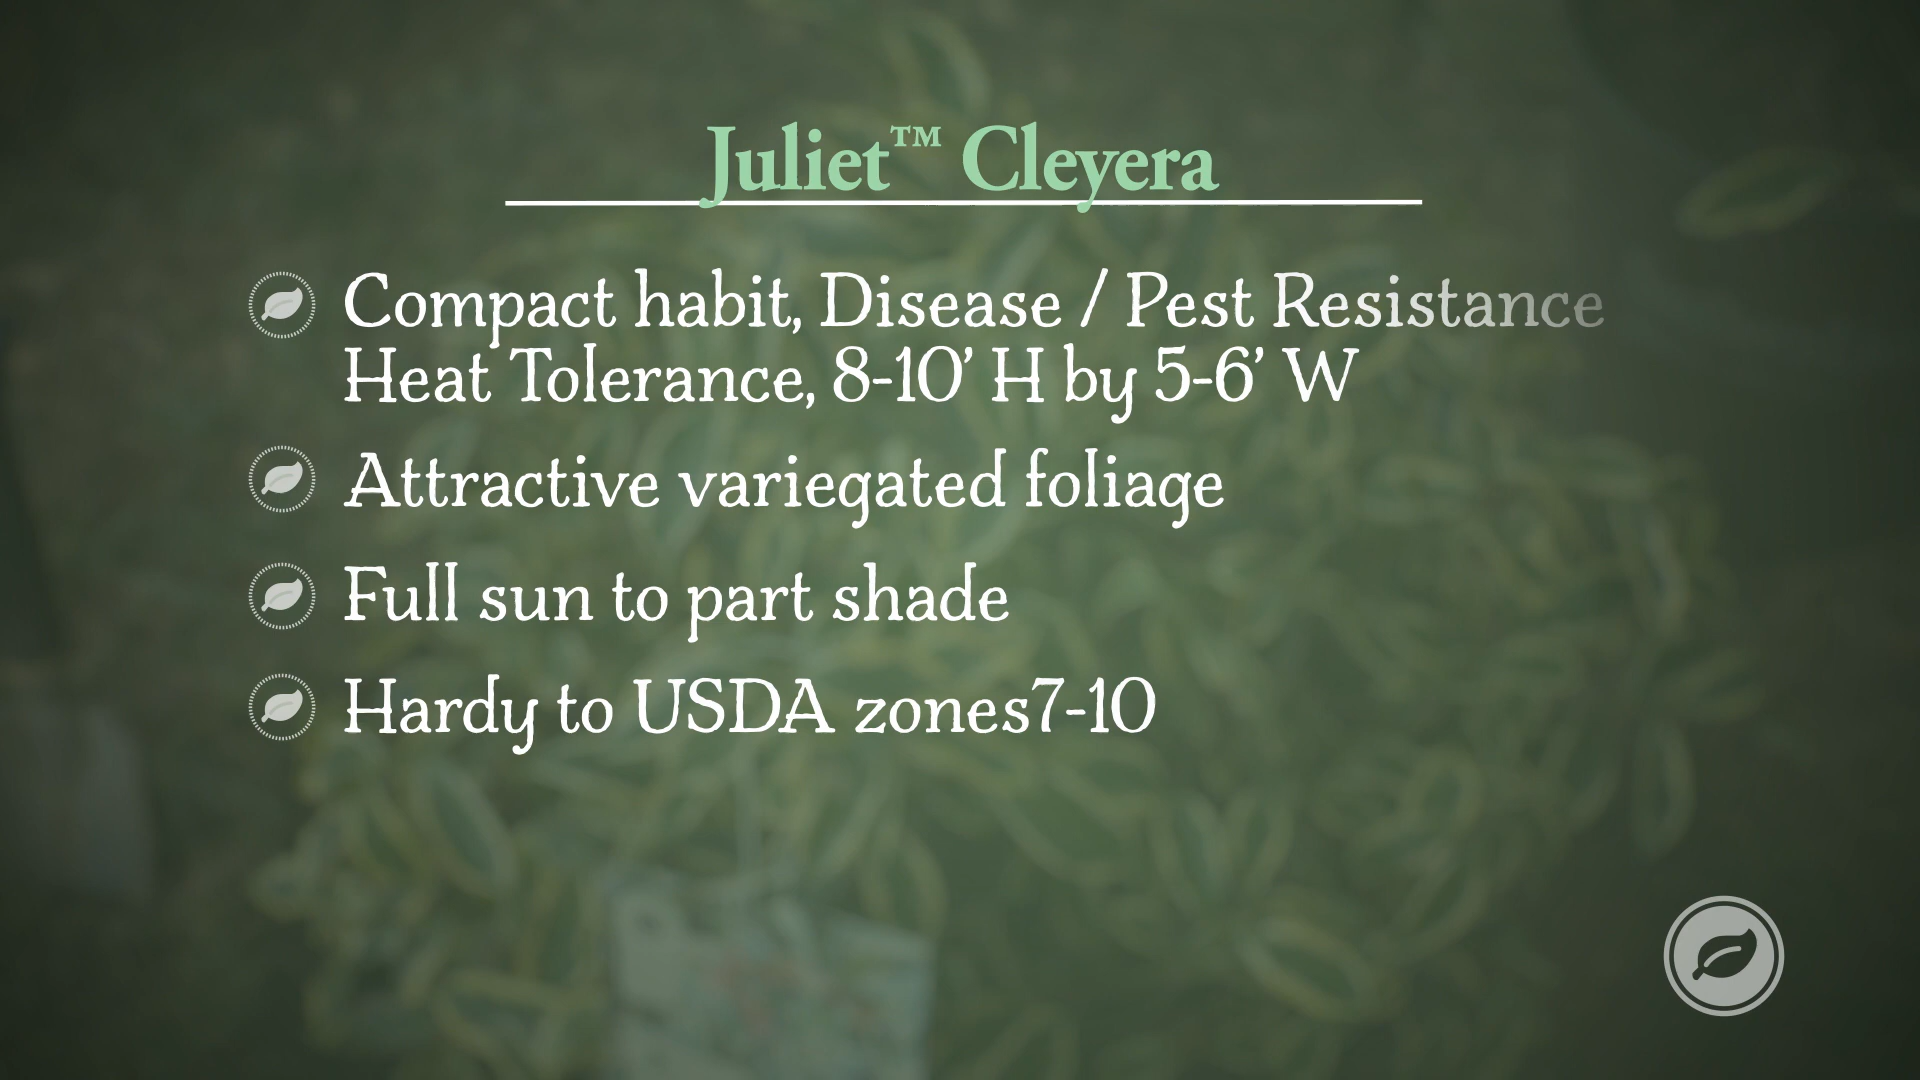 Juliet™ Cleyera
Compact habit, Disease / Pest Resistance
Heat Tolerance, 8-10’ H by 5-6’ W
Attractive variegated foliage
Full sun to part shade
Hardy to USDA zones7-10